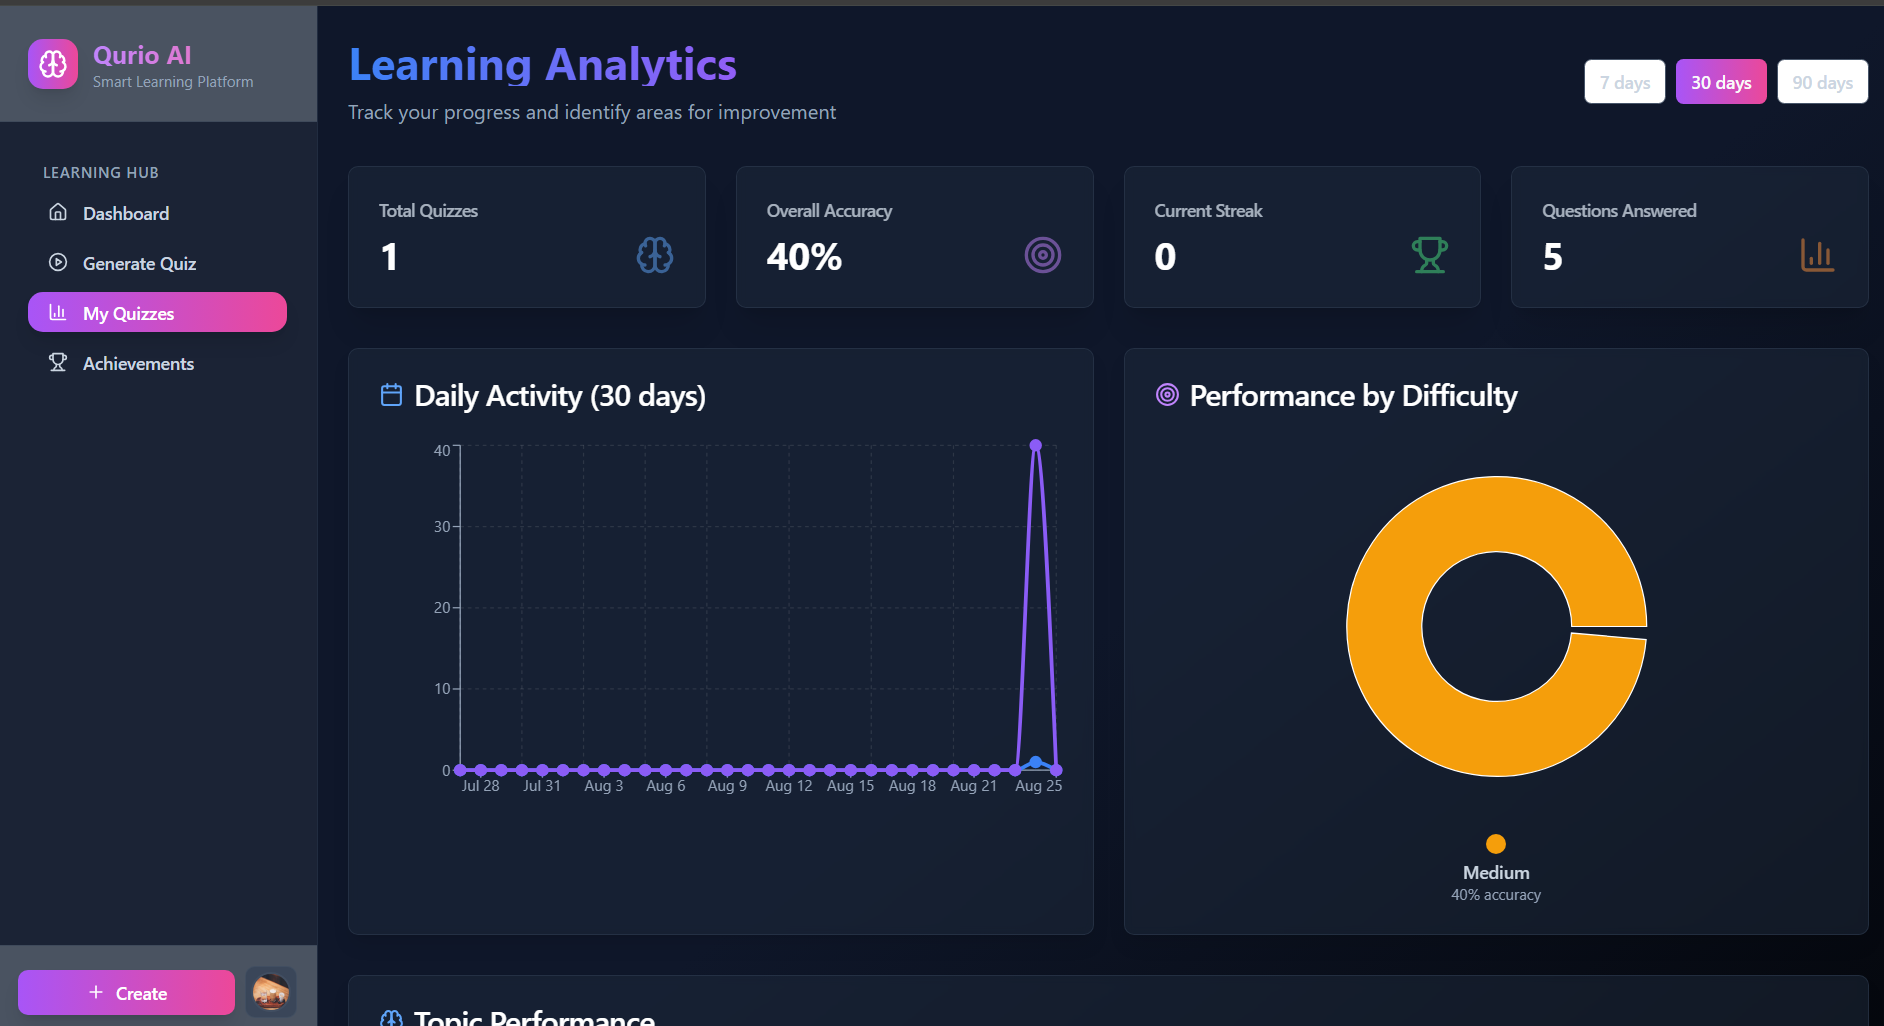 Qurio AI
Smart Learning Platform
LEARNING HUB
Dashboard
Generate Quiz
My Quizzes
Achievements
Create
Learning Analytics
Track your progress and identify areas for improvement
7 days
30 days
90 days
Total Quizzes
1
Overall Accuracy
40%
Current Streak
0
Questions Answered
5
Daily Activity (30 days)
40
30
20
10
0
Jul 28 Jul 31 Aug 3 Aug 6 Aug 9 Aug 12 Aug 15 Aug 18 Aug 21 Aug 25
Performance by Difficulty
Medium
40% accuracy
Topic Performance